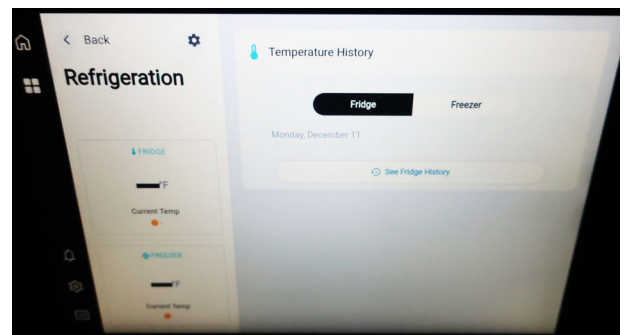 Back
Refrigeration
FRIDGE
°F
Current Temp
FREEZER
°F
Current Temp
Temperature History
Fridge Freezer
Monday, December 11
See Fridge History